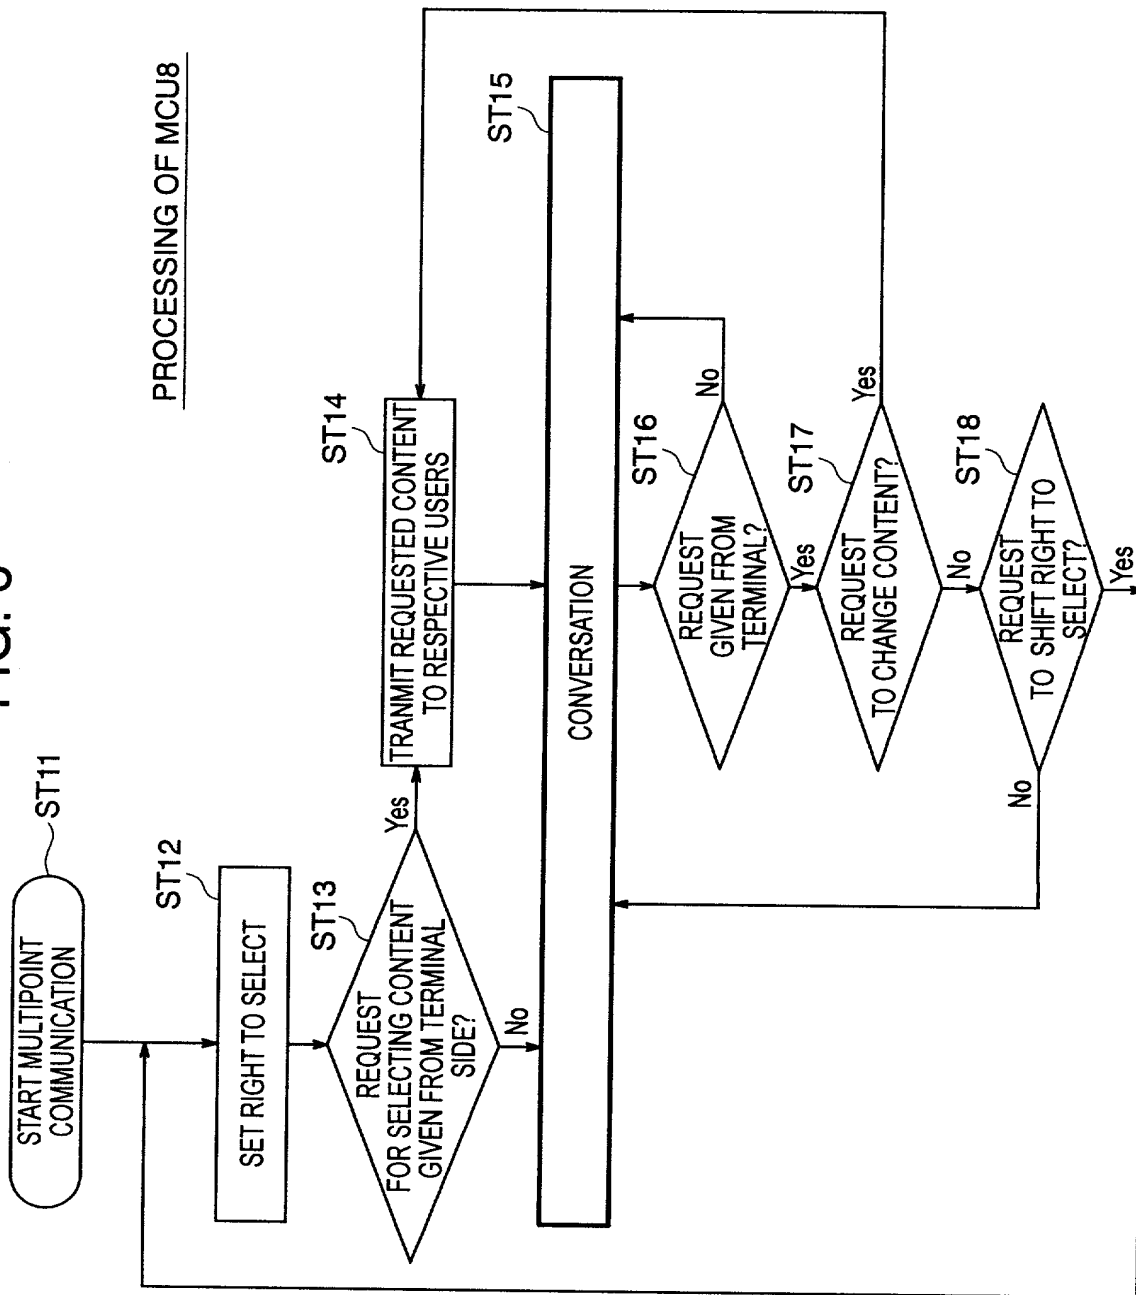 PROCESSING OF MCU8
START MULTIPOINT
COMMUNICATION
ST11
SET RIGHT TO SELECT
ST12
REQUEST
FOR SELECTING CONTENT
GIVEN FROM TERMINAL
SIDE?
ST13
Yes
No
TRANMIT REQUESTED CONTENT
TO RESPECTIVE USERS
ST14
CONVERSATION
ST15
REQUEST
GIVEN FROM
TERMINAL?
ST16
No
Yes
REQUEST
TO CHANGE CONTENT?
ST17
Yes
No
REQUEST
TO SHIFT RIGHT TO
SELECT?
ST18
No
Yes